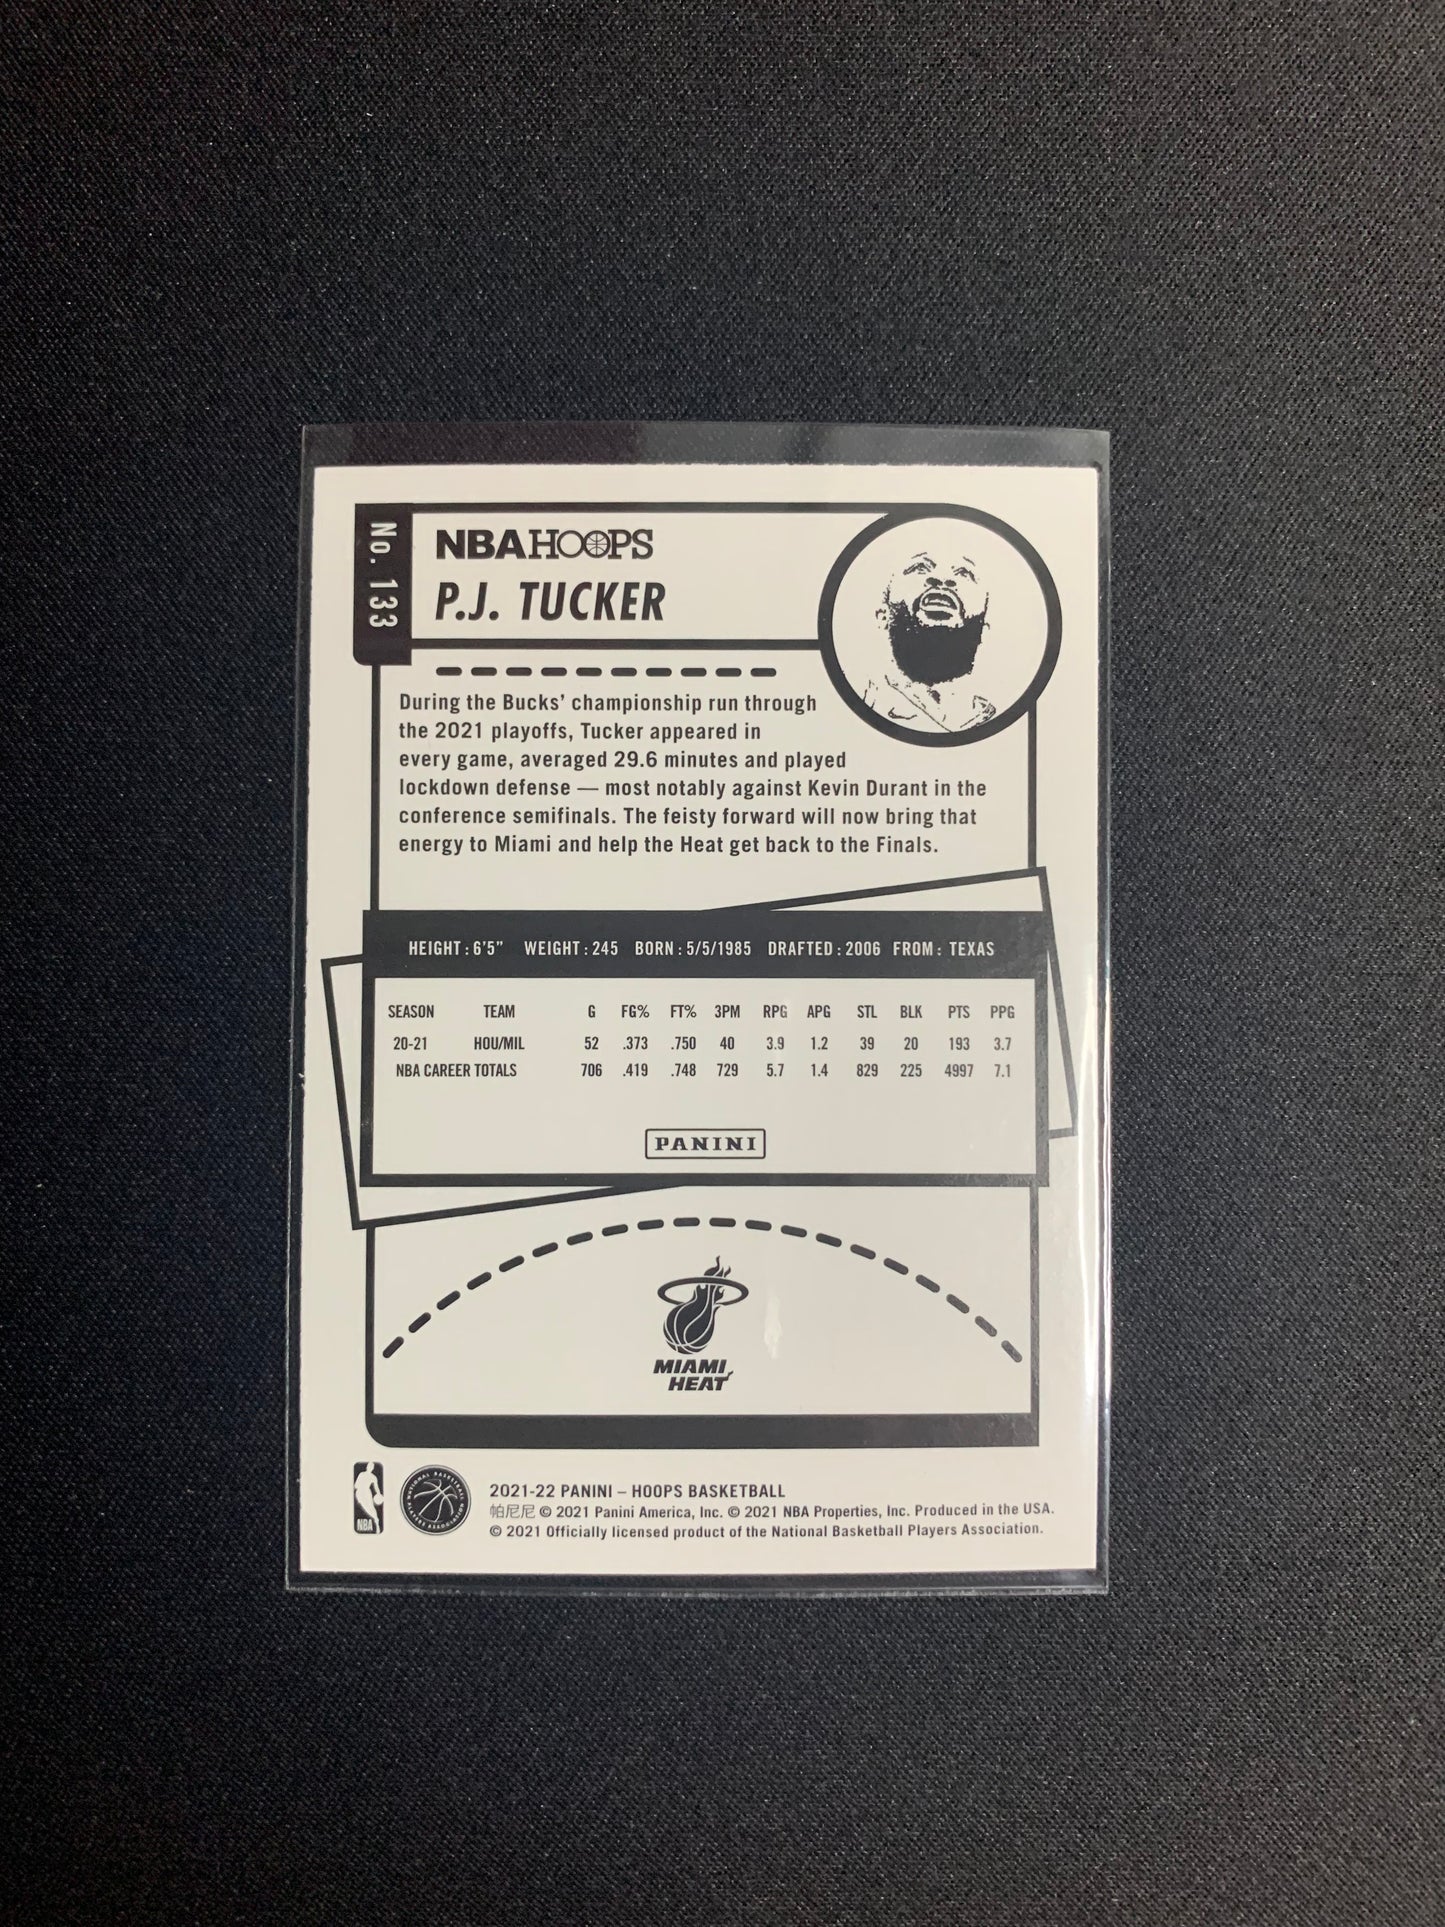 No. 133
NBA HOOPS
P.J. TUCKER
During the Bucks' championship run through
the 2021 playoffs, Tucker appeared in
every game, averaged 29.6 minutes and played
lockdown defense — most notably against Kevin Durant in the
conference semifinals. The feisty forward will now bring that
energy to Miami and help the Heat get back to the Finals.
HEIGHT : 6'5" WEIGHT : 245 BORN : 5/5/1985 DRAFTED : 2006 FROM : TEXAS
SEASON TEAM G FG% FT% 3PM RPG APG STL BLK PTS PPG
20-21 HOU/MIL 52 .373 .750 40 3.9 1.2 39 20 193 3.7
NBA CAREER TOTALS 706 .419 .748 729 5.7 1.4 829 225 4997 7.1
PANINI
MIAMI
HEAT
NBA
NATIONAL BASKETBALL PLAYERS ASSOCIATION
2021-22 PANINI – HOOPS BASKETBALL
帕尼尼 © 2021 Panini America, Inc. © 2021 NBA Properties, Inc. Produced in the USA.
© 2021 Officially licensed product of the National Basketball Players Association.